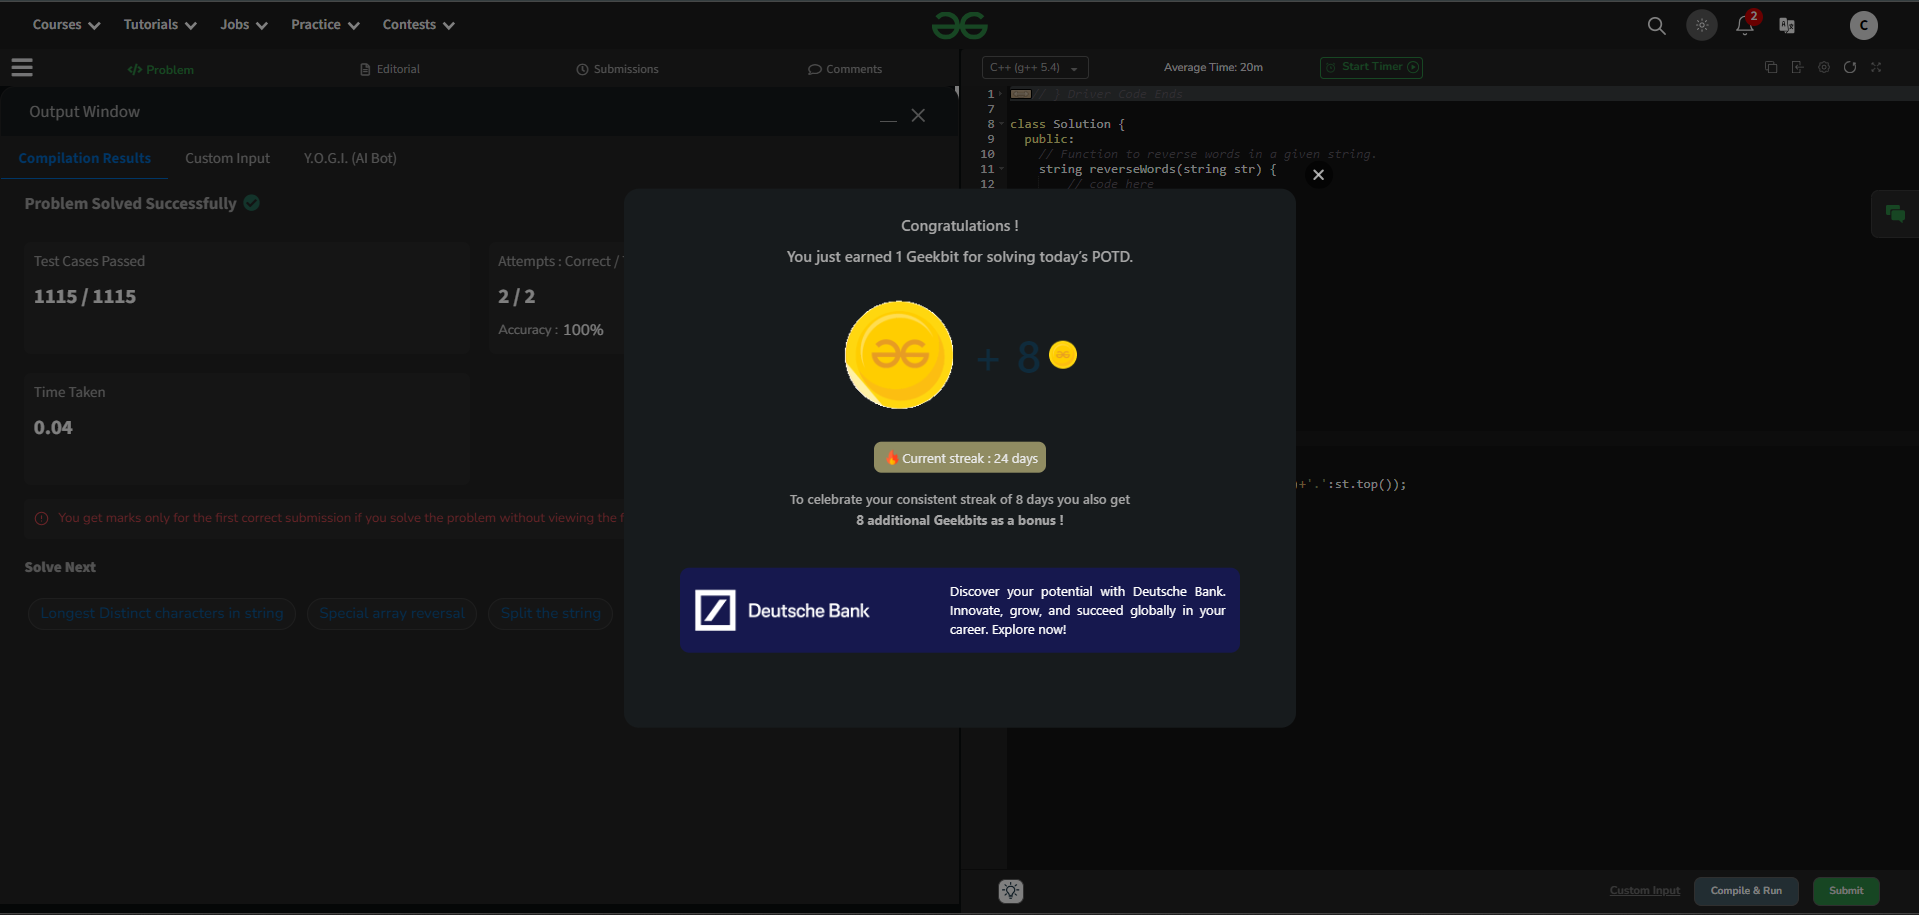 Courses Tutorials Jobs Practice Contests
2
C
Problem Editorial Submissions Comments
C++ (g++ 5.4) Average Time: 20m Start Timer
Output Window
Compilation Results Custom Input Y.O.G.I. (AI Bot)
Problem Solved Successfully
Test Cases Passed
1115 / 1115
Attempts : Correct /
2 / 2
Accuracy : 100%
Time Taken
0.04
You get marks only for the first correct submission if you solve the problem without viewing the f
Solve Next
Longest Distinct characters in string Special array reversal Split the string
1 // } Driver Code Ends
7
8 class Solution {
9 public:
10 // Function to reverse words in a given string.
11 string reverseWords(string str) {
12 // code here
+'.':st.top());
Congratulations !
You just earned 1 Geekbit for solving today's POTD.
+ 8
Current streak : 24 days
To celebrate your consistent streak of 8 days you also get
8 additional Geekbits as a bonus !
Deutsche Bank
Discover your potential with Deutsche Bank.
Innovate, grow, and succeed globally in your
career. Explore now!
Custom Input Compile & Run Submit